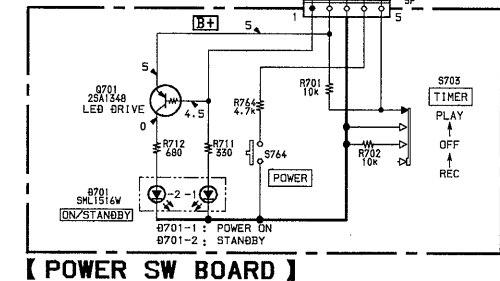 SP
B+
1
5
5
5
Q701
2SA1348
LED DRIVE
4.5
0
R701
10k
R764
4.7k
S703
TIMER
PLAY
OFF
REC
R712
680
R711
330
S764
R702
10k
POWER
D701
SML1516W
ON/STANDBY
-2 -1
D701-1 : POWER ON
D701-2 : STANDBY
【 POWER SW BOARD 】